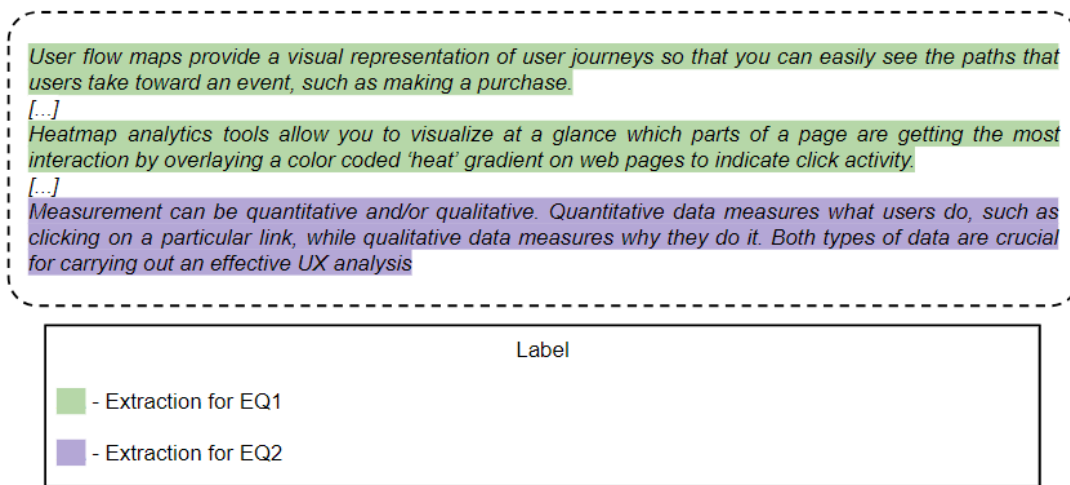 User flow maps provide a visual representation of user journeys so that you can easily see the paths that
users take toward an event, such as making a purchase.
[...]
Heatmap analytics tools allow you to visualize at a glance which parts of a page are getting the most
interaction by overlaying a color coded ‘heat’ gradient on web pages to indicate click activity.
[...]
Measurement can be quantitative and/or qualitative. Quantitative data measures what users do, such as
clicking on a particular link, while qualitative data measures why they do it. Both types of data are crucial
for carrying out an effective UX analysis
Label
- Extraction for EQ1
- Extraction for EQ2